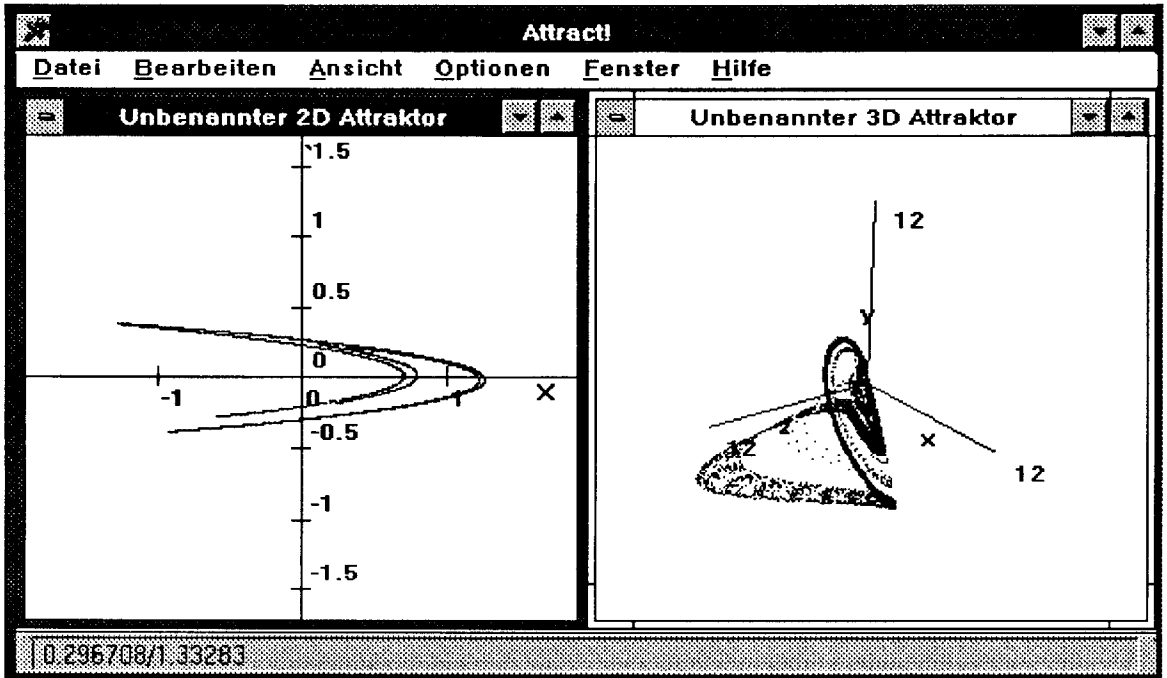 Attract!
Datei Bearbeiten Ansicht Optionen Fenster Hilfe
Unbenannter 2D Attraktor
1.5
1
0.5
0
-1 0 1 X
-0.5
-1
-1.5
Unbenannter 3D Attraktor
12
y
z
x
12
12
0.296708/1.33283